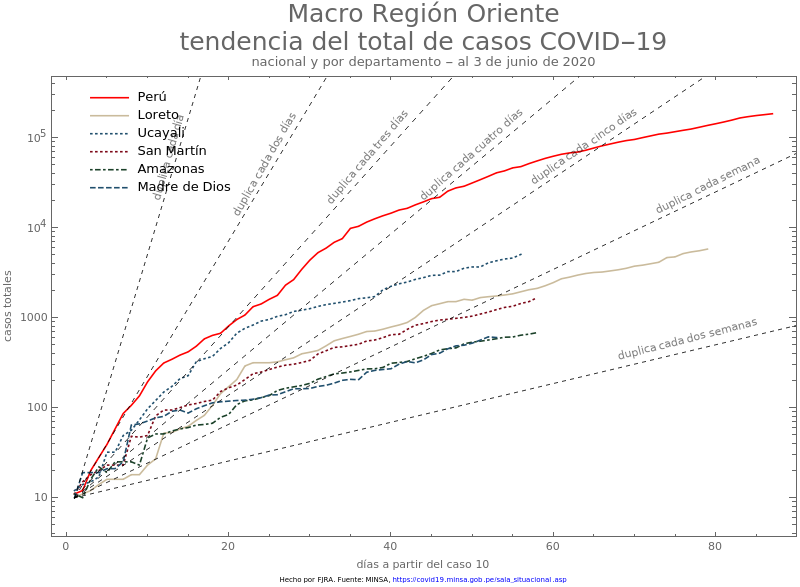 Macro Región Oriente
tendencia del total de casos COVID−19
nacional y por departamento − al 3 de junio de 2020
Perú
Loreto
Ucayali
San Martín
Amazonas
Madre de Dios
duplica cada día
duplica cada dos días
duplica cada tres días
duplica cada cuatro días
duplica cada cinco días
duplica cada semana
duplica cada dos semanas
casos totales
10^5
10^4
1000
100
10
0 20 40 60 80
días a partir del caso 10
Hecho por FJRA. Fuente: MINSA, https://covid19.minsa.gob.pe/sala_situacional.asp